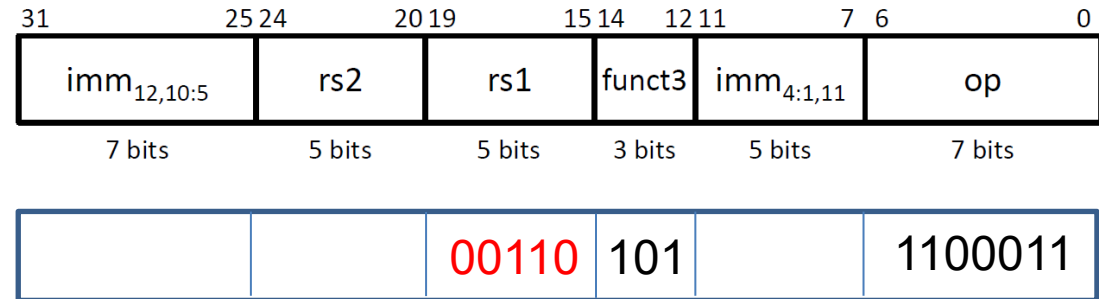 31 25 24 20 19 15 14 12 11 7 6 0
imm12,10:5 rs2 rs1 funct3 imm4:1,11 op
7 bits 5 bits 5 bits 3 bits 5 bits 7 bits
00110 101 1100011